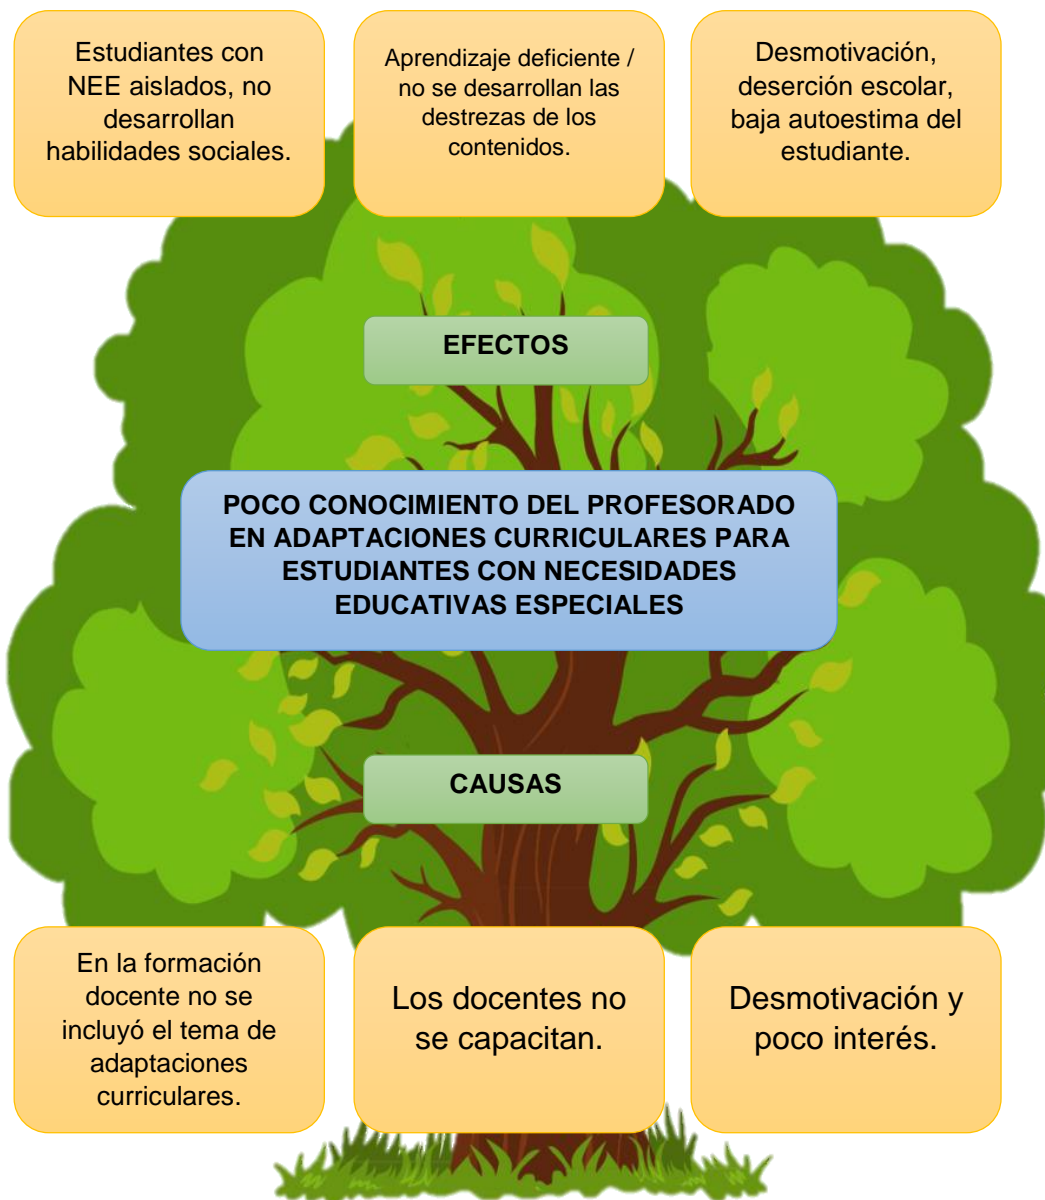 Estudiantes con
NEE aislados, no
desarrollan
habilidades sociales.
Aprendizaje deficiente /
no se desarrollan las
destrezas de los
contenidos.
Desmotivación,
deserción escolar,
baja autoestima del
estudiante.
EFECTOS
POCO CONOCIMIENTO DEL PROFESORADO
EN ADAPTACIONES CURRICULARES PARA
ESTUDIANTES CON NECESIDADES
EDUCATIVAS ESPECIALES
CAUSAS
En la formación
docente no se
incluyó el tema de
adaptaciones
curriculares.
Los docentes no
se capacitan.
Desmotivación y
poco interés.